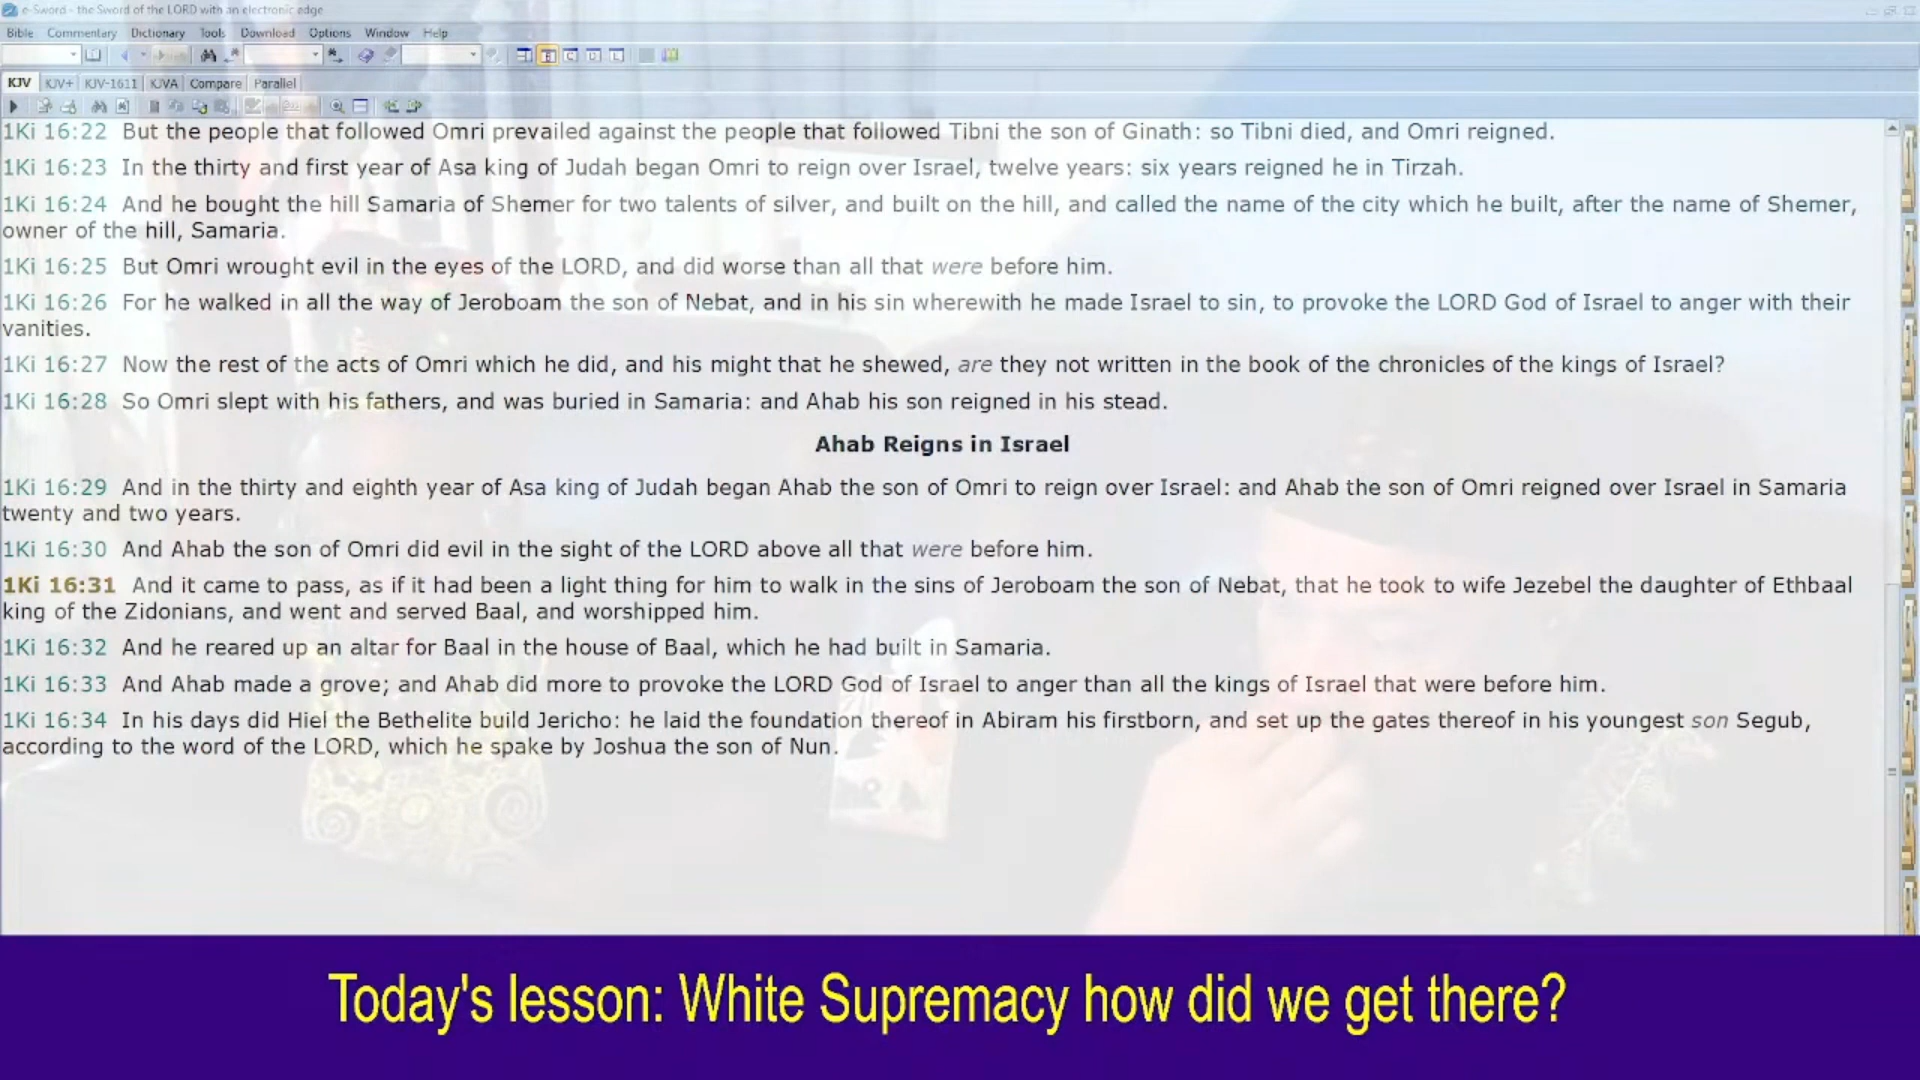 e-Sword - the Sword of the LORD with an electronic edge
Bible Commentary Dictionary Tools Download Options Window Help
KJV KJV+ KJV-1611 KJVA Compare Parallel
1Ki 16:22 But the people that followed Omri prevailed against the people that followed Tibni the son of Ginath: so Tibni died, and Omri reigned.
1Ki 16:23 In the thirty and first year of Asa king of Judah began Omri to reign over Israel, twelve years: six years reigned he in Tirzah.
1Ki 16:24 And he bought the hill Samaria of Shemer for two talents of silver, and built on the hill, and called the name of the city which he built, after the name of Shemer,
owner of the hill, Samaria.
1Ki 16:25 But Omri wrought evil in the eyes of the LORD, and did worse than all that were before him.
1Ki 16:26 For he walked in all the way of Jeroboam the son of Nebat, and in his sin wherewith he made Israel to sin, to provoke the LORD God of Israel to anger with their
vanities.
1Ki 16:27 Now the rest of the acts of Omri which he did, and his might that he shewed, are they not written in the book of the chronicles of the kings of Israel?
1Ki 16:28 So Omri slept with his fathers, and was buried in Samaria: and Ahab his son reigned in his stead.
Ahab Reigns in Israel
1Ki 16:29 And in the thirty and eighth year of Asa king of Judah began Ahab the son of Omri to reign over Israel: and Ahab the son of Omri reigned over Israel in Samaria
twenty and two years.
1Ki 16:30 And Ahab the son of Omri did evil in the sight of the LORD above all that were before him.
1Ki 16:31 And it came to pass, as if it had been a light thing for him to walk in the sins of Jeroboam the son of Nebat, that he took to wife Jezebel the daughter of Ethbaal
king of the Zidonians, and went and served Baal, and worshipped him.
1Ki 16:32 And he reared up an altar for Baal in the house of Baal, which he had built in Samaria.
1Ki 16:33 And Ahab made a grove; and Ahab did more to provoke the LORD God of Israel to anger than all the kings of Israel that were before him.
1Ki 16:34 In his days did Hiel the Bethelite build Jericho: he laid the foundation thereof in Abiram his firstborn, and set up the gates thereof in his youngest son Segub,
according to the word of the LORD, which he spake by Joshua the son of Nun.
Today's lesson: White Supremacy how did we get there?